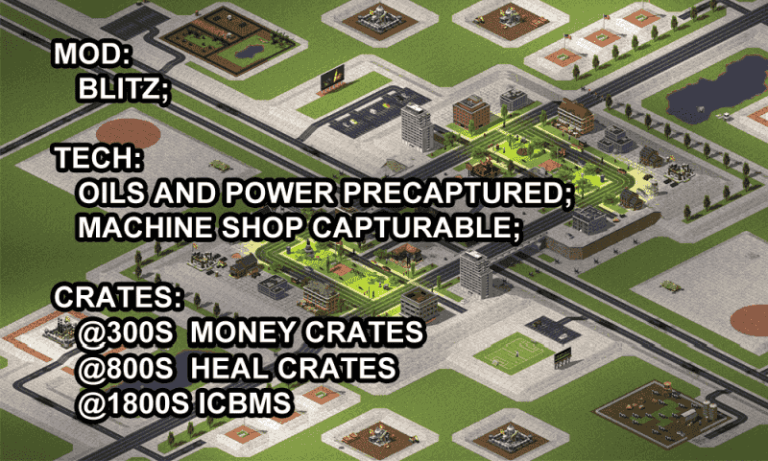 MOD:
BLITZ;
TECH:
OILS AND POWER PRECAPTURED;
MACHINE SHOP CAPTURABLE;
CRATES:
@300S MONEY CRATES
@800S HEAL CRATES
@1800S ICBMS